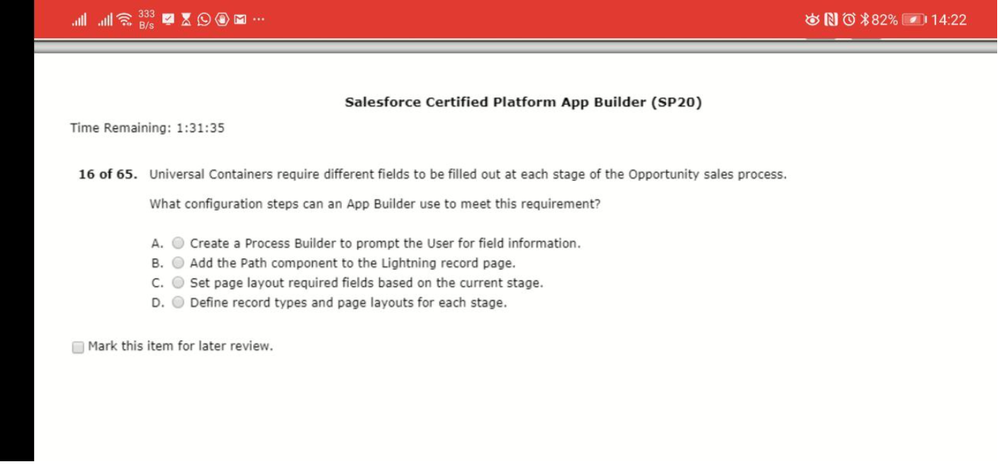 333
B/s
82%
14:22
Salesforce Certified Platform App Builder (SP20)
Time Remaining: 1:31:35
16 of 65. Universal Containers require different fields to be filled out at each stage of the Opportunity sales process.
What configuration steps can an App Builder use to meet this requirement?
A. Create a Process Builder to prompt the User for field information.
B. Add the Path component to the Lightning record page.
C. Set page layout required fields based on the current stage.
D. Define record types and page layouts for each stage.
Mark this item for later review.